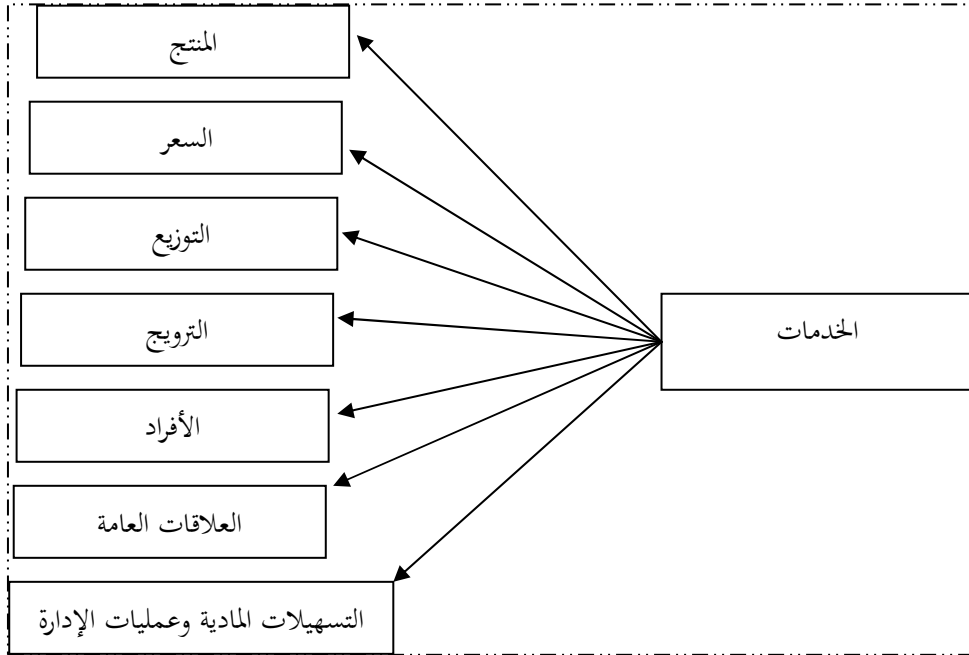 المنتج
السعر
التوزيع
الترويج
الخدمات
الأفراد
العلاقات العامة
التسهيلات المادية وعمليات الإدارة